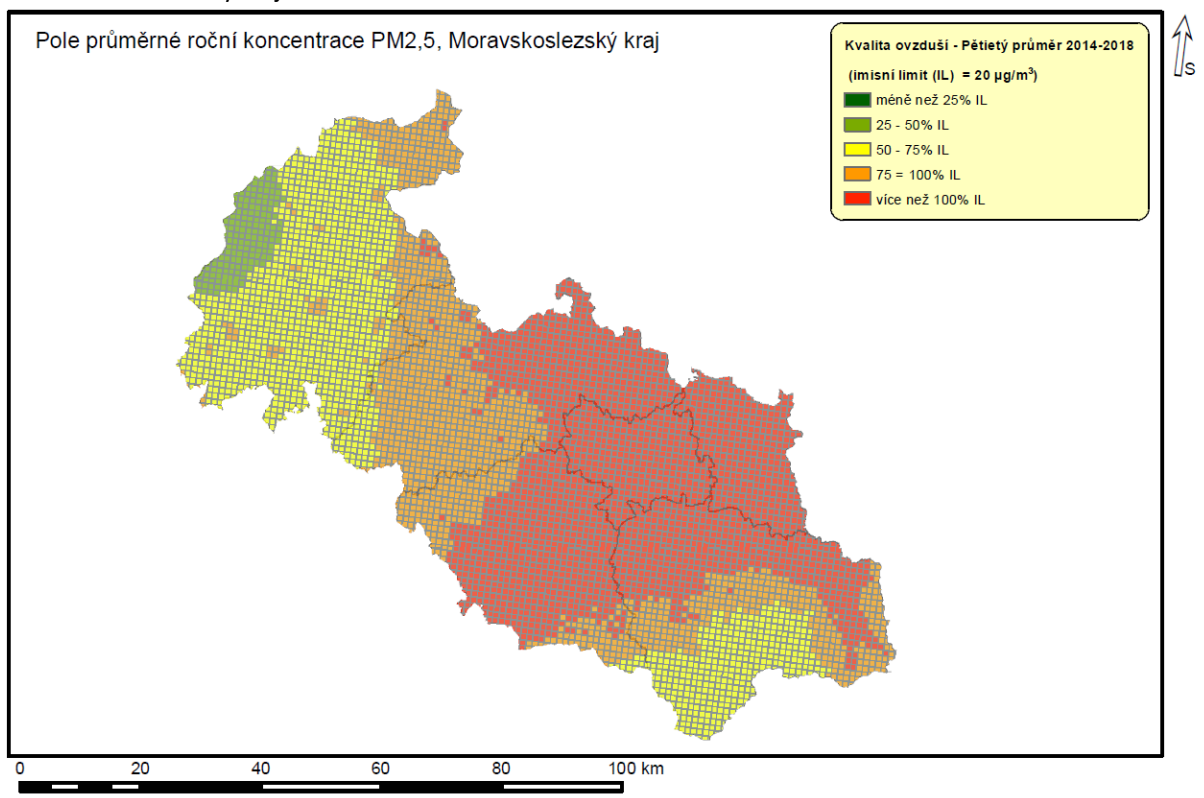 Pole průměrné roční koncentrace PM2,5, Moravskoslezský kraj
Kvalita ovzduší - Pětietý průměr 2014-2018
(imisní limit (IL) = 20 µg/m³)
méně než 25% IL
25 - 50% IL
50 - 75% IL
75 = 100% IL
více než 100% IL
S
0 20 40 60 80 100 km